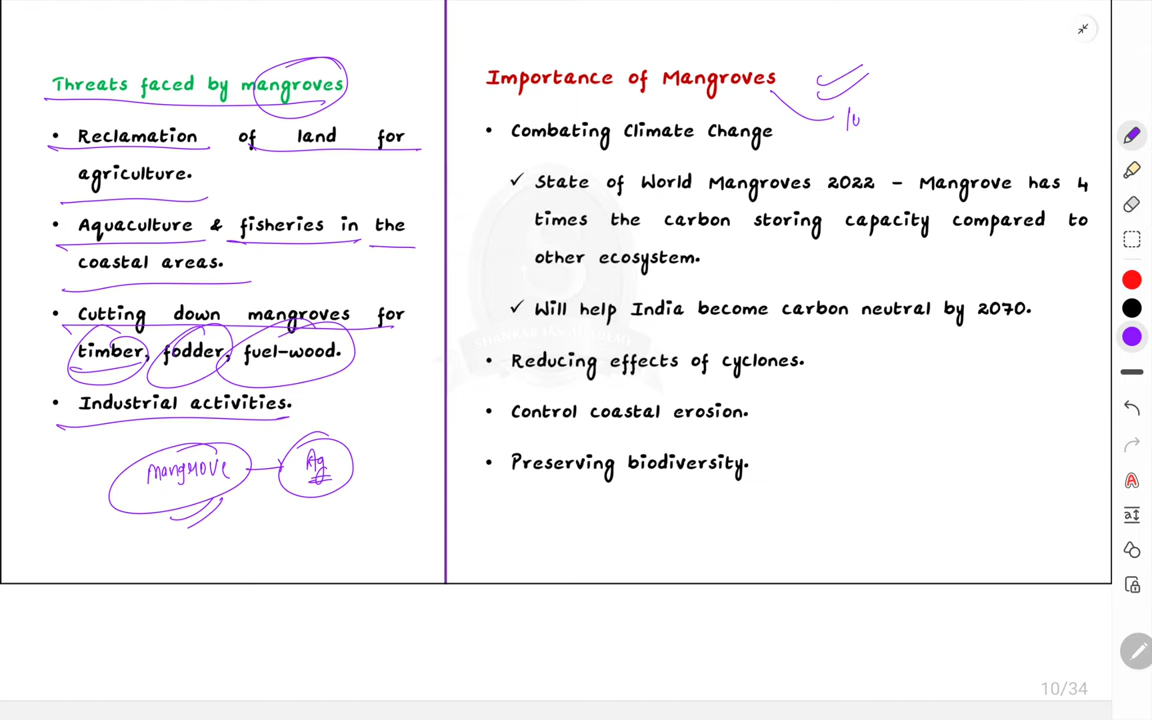 Threats faced by mangroves
• Reclamation of land for
agriculture.
• Aquaculture & fisheries in the
coastal areas.
• Cutting down mangroves for
timber, fodder, fuel-wood.
• Industrial activities.
Mangrove → Ag
Importance of Mangroves
• Combating Climate Change
✓ State of World Mangroves 2022 - Mangrove has 4
times the carbon storing capacity compared to
other ecosystem.
✓ Will help India become carbon neutral by 2070.
• Reducing effects of cyclones.
• Control coastal erosion.
• Preserving biodiversity.
10/34